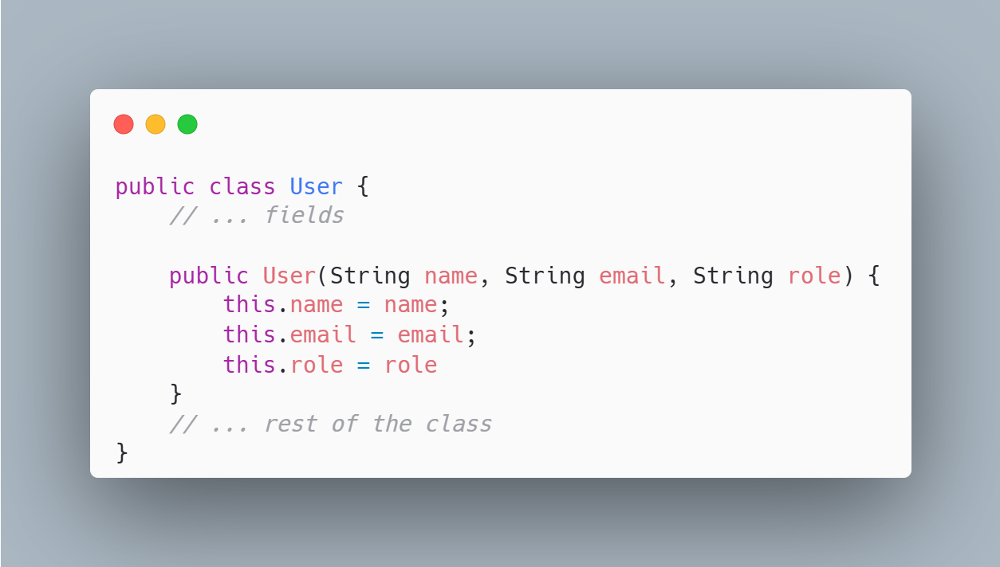 public class User {
    // ... fields

    public User(String name, String email, String role) {
        this.name = name;
        this.email = email;
        this.role = role
    }
    // ... rest of the class
}